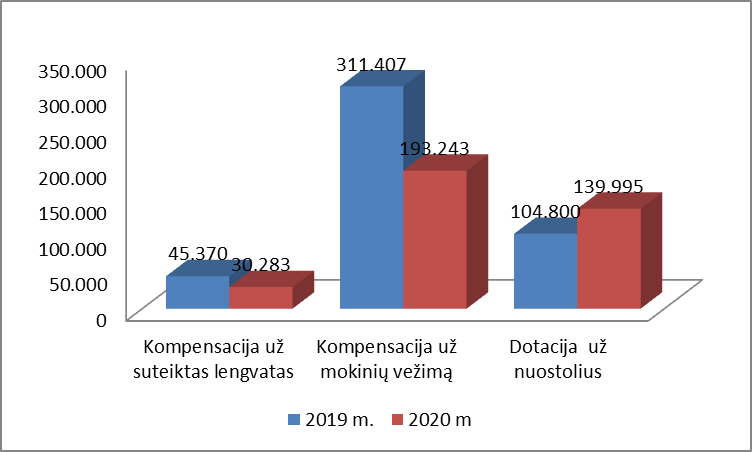 350.000
300.000
250.000
200.000
150.000
100.000
50.000
0
311.407
193.243
139.995
104.800
45.370
30.283
Kompensacija už
suteiktas lengvatas
Kompensacija už
mokinių vežimą
Dotacija  už
nuostolius
2019 m.
2020 m